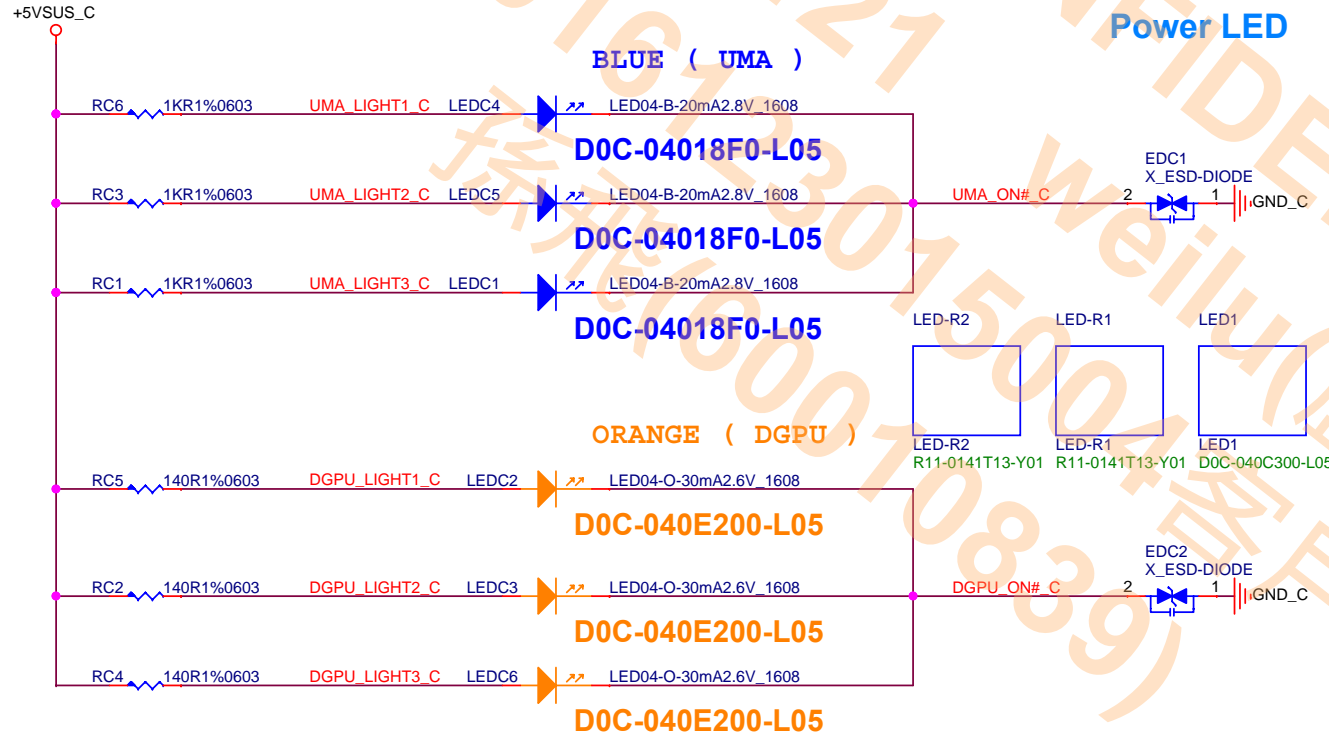 +5VSUS_C
Power LED
BLUE ( UMA )
RC6 1KR1%0603 UMA_LIGHT1_C LEDC4 LED04-B-20mA2.8V_1608
D0C-04018F0-L05
RC3 1KR1%0603 UMA_LIGHT2_C LEDC5 LED04-B-20mA2.8V_1608
D0C-04018F0-L05
RC1 1KR1%0603 UMA_LIGHT3_C LEDC1 LED04-B-20mA2.8V_1608
D0C-04018F0-L05
EDC1
X_ESD-DIODE
UMA_ON#_C 2 1 GND_C
LED-R2 LED-R1 LED1
LED-R2 LED-R1 LED1
R11-0141T13-Y01 R11-0141T13-Y01 D0C-040C300-L05
ORANGE ( DGPU )
RC5 140R1%0603 DGPU_LIGHT1_C LEDC2 LED04-O-30mA2.6V_1608
D0C-040E200-L05
RC2 140R1%0603 DGPU_LIGHT2_C LEDC3 LED04-O-30mA2.6V_1608
D0C-040E200-L05
RC4 140R1%0603 DGPU_LIGHT3_C LEDC6 LED04-O-30mA2.6V_1608
D0C-040E200-L05
EDC2
X_ESD-DIODE
DGPU_ON#_C 2 1 GND_C
weilu(
(60010839)